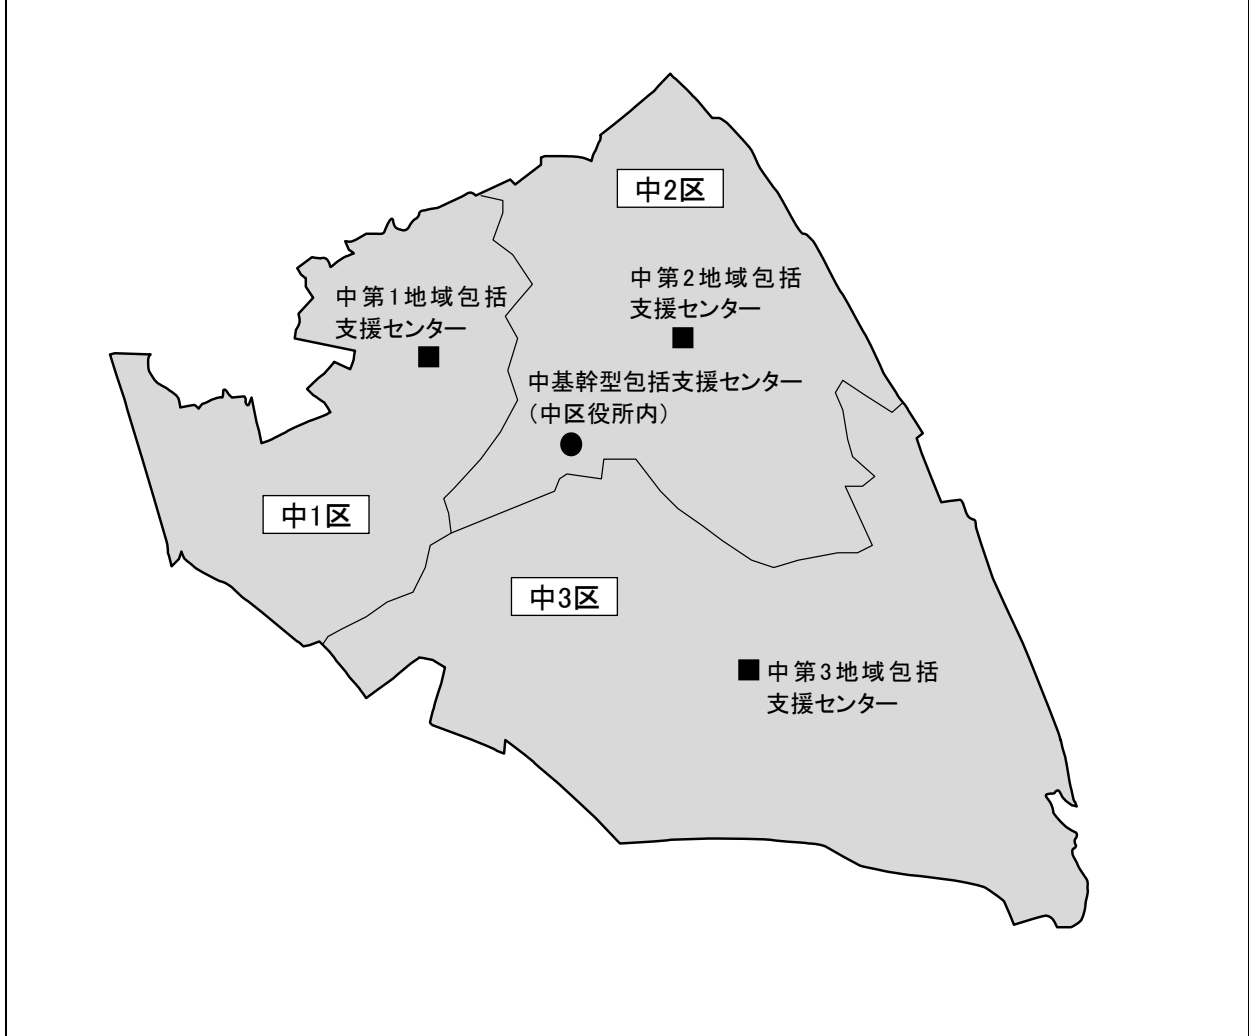 中2区
中第2地域包括
支援センター
中第1地域包括
支援センター
中基幹型包括支援センター
（中区役所内）
中1区
中3区
中第3地域包括
支援センター